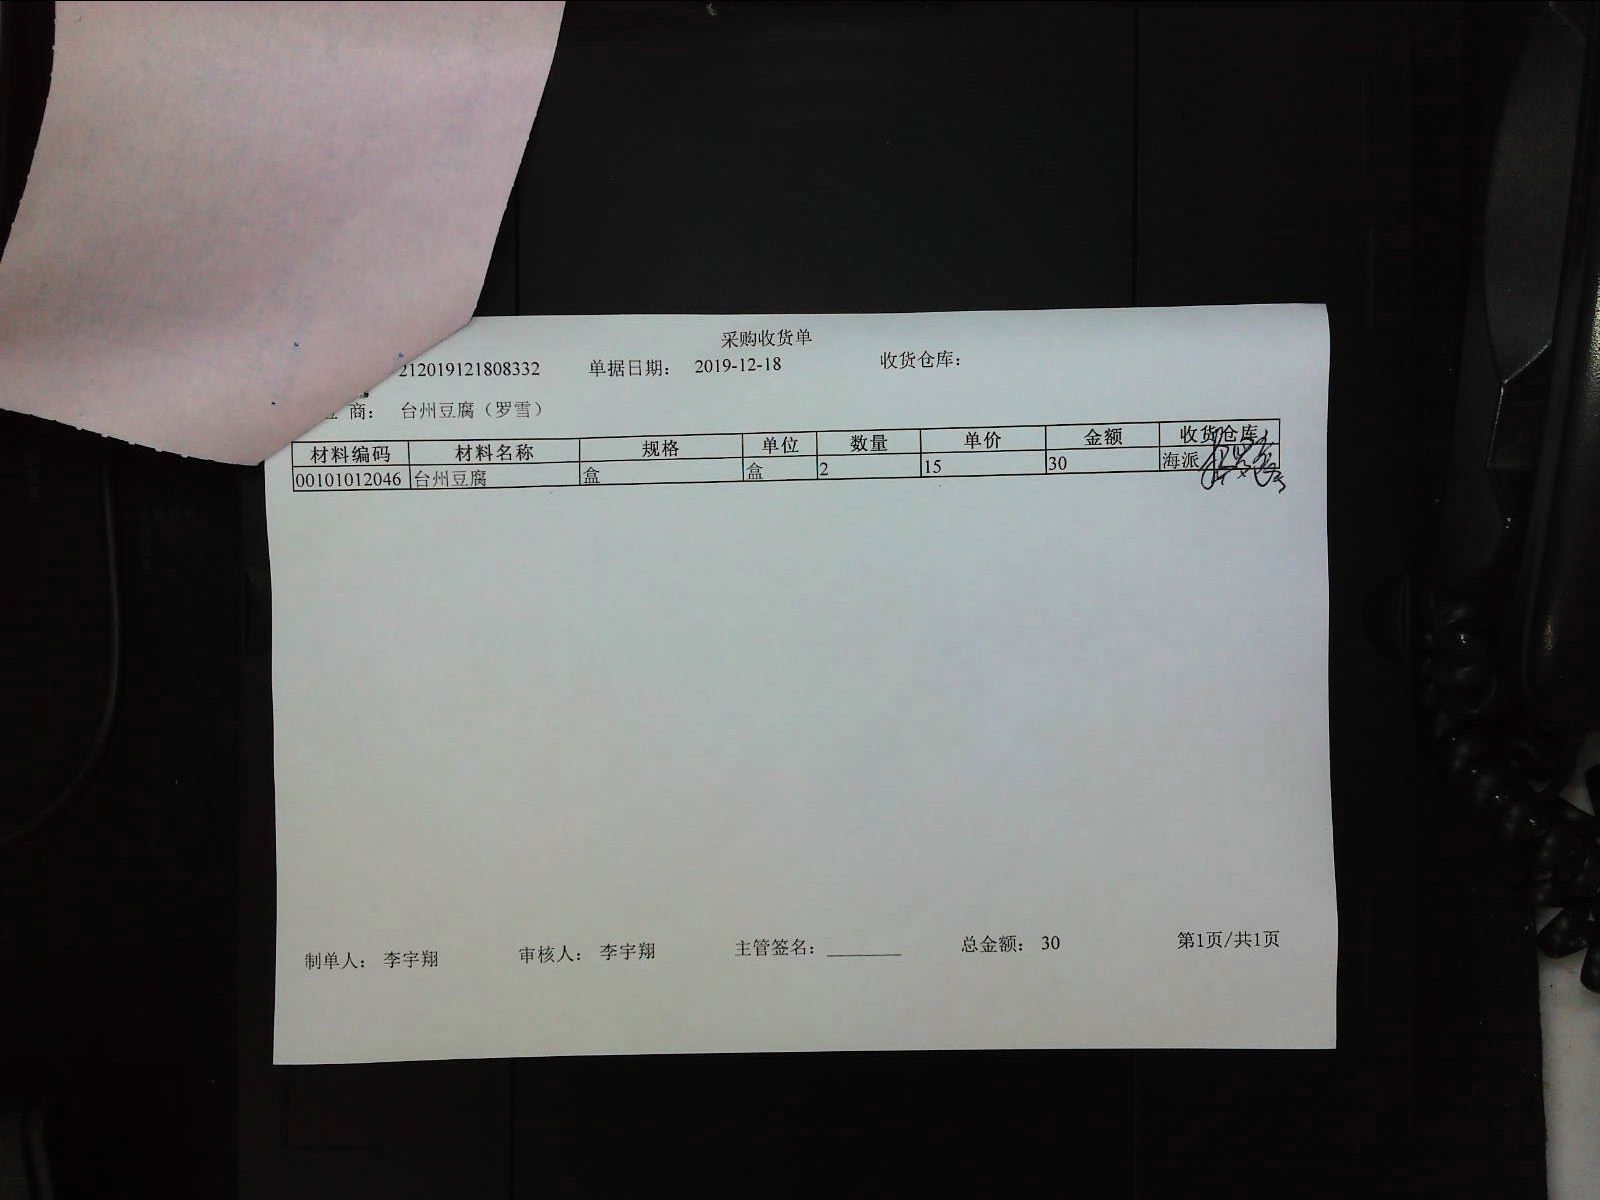 采购收货单
212019121808332 单据日期： 2019-12-18 收货仓库：
商： 台州豆腐（罗雪）
材料编码 材料名称 规格 单位 数量 单价 金额 收货仓库
00101012046 台州豆腐 盒 盒 2 15 30 海派
制单人： 李宇翔 审核人： 李宇翔 主管签名：________ 总金额： 30 第1页/共1页